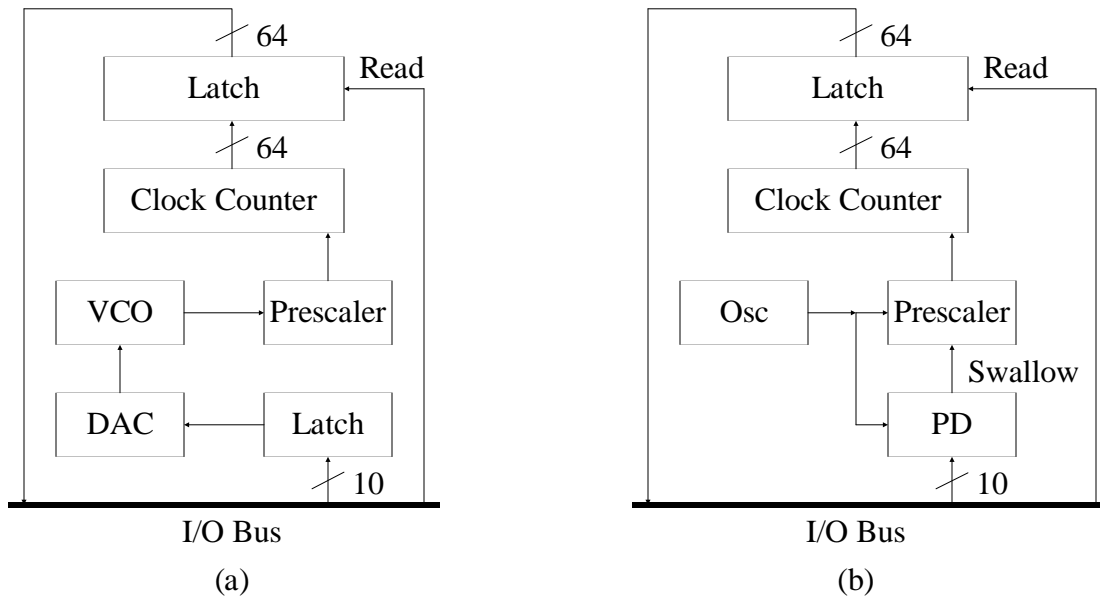 64
Latch
Read
64
Clock Counter
VCO
Prescaler
DAC
Latch
10
I/O Bus
(a)
64
Latch
Read
64
Clock Counter
Osc
Prescaler
Swallow
PD
10
I/O Bus
(b)